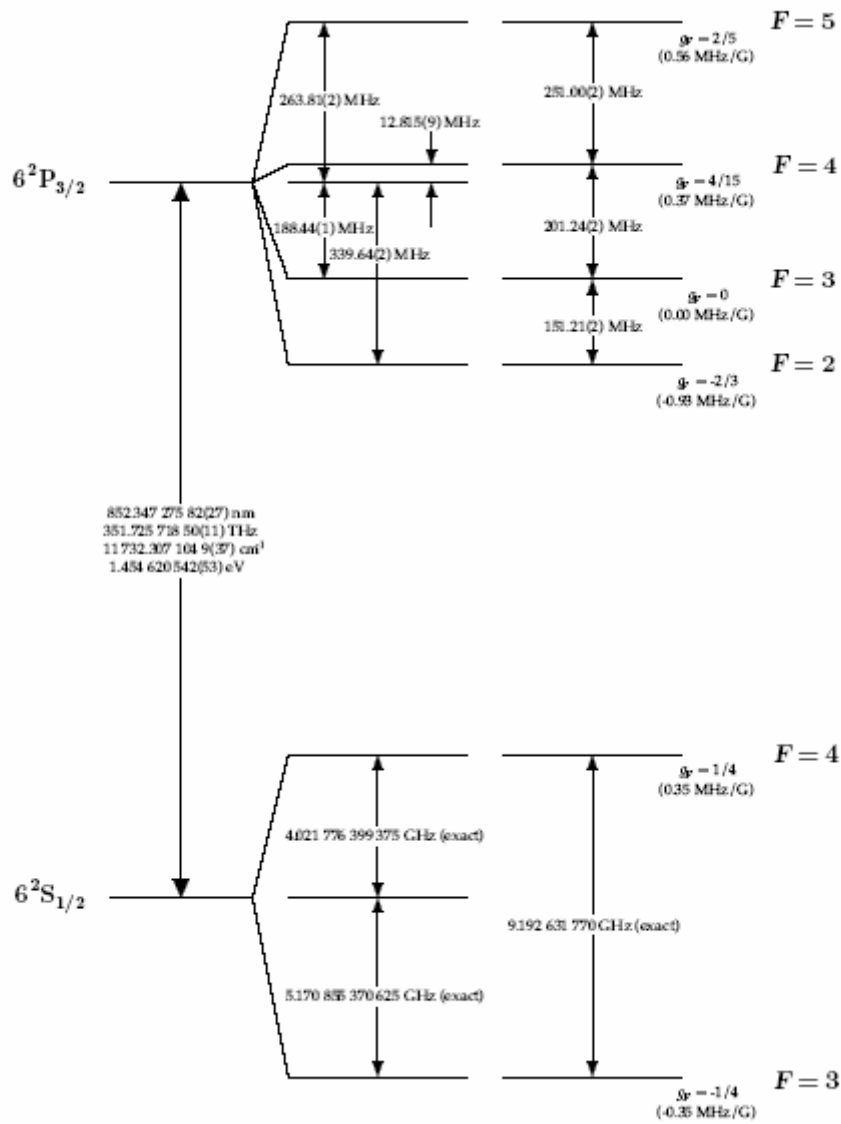 F = 5
g_F = 2/5
(0.56 MHz/G)
263.81(2) MHz
251.00(2) MHz
12.815(9) MHz
6²P₃/₂
F = 4
g_F = 4/15
(0.37 MHz/G)
188.44(1) MHz
201.24(2) MHz
339.64(2) MHz
F = 3
g_F = 0
(0.00 MHz/G)
151.21(2) MHz
F = 2
g_F = -2/3
(-0.93 MHz/G)
852.347 275 82(27) nm
351.725 718 50(11) THz
11 732.307 104 9(37) cm¹
1.454 620 542(53) eV
F = 4
g_F = 1/4
(0.35 MHz/G)
4.021 776 399 375 GHz (exact)
6²S₁/₂
9.192 631 770 GHz (exact)
5.170 855 370 625 GHz (exact)
F = 3
g_F = -1/4
(-0.35 MHz/G)